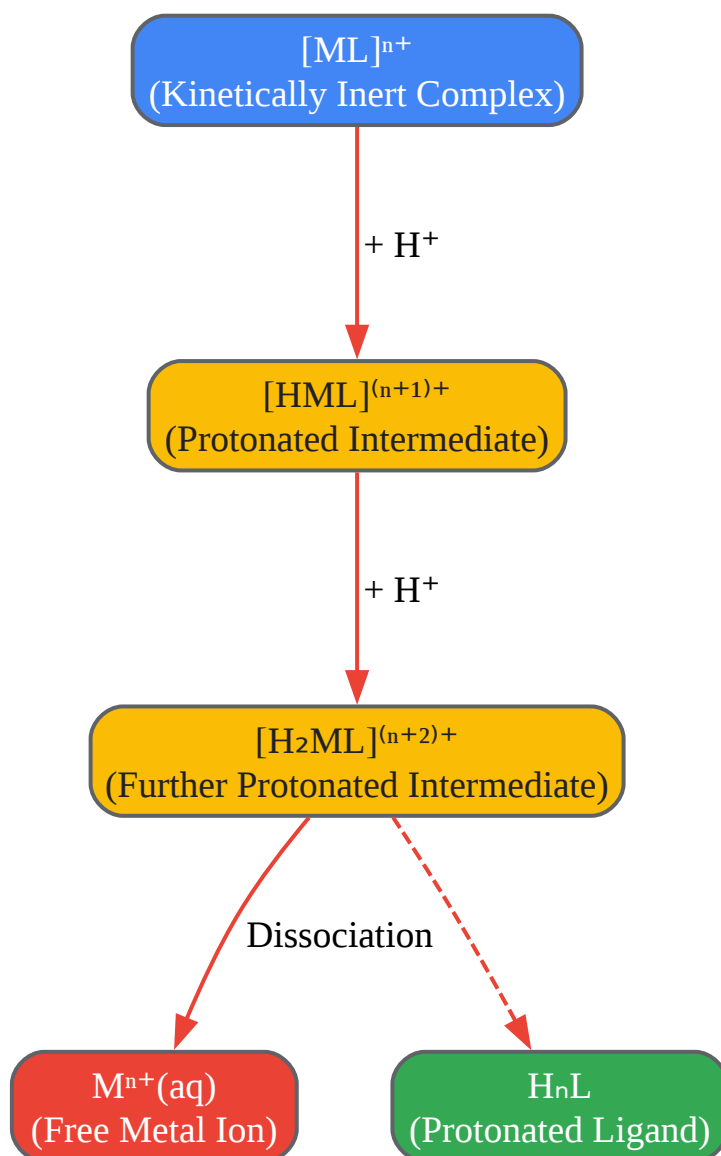 [ML]ⁿ⁺
(Kinetically Inert Complex)
+ H⁺
[HML]⁽ⁿ⁺¹⁾⁺
(Protonated Intermediate)
+ H⁺
[H₂ML]⁽ⁿ⁺²⁾⁺
(Further Protonated Intermediate)
Dissociation
Mⁿ⁺(aq)
(Free Metal Ion)
HₙL
(Protonated Ligand)